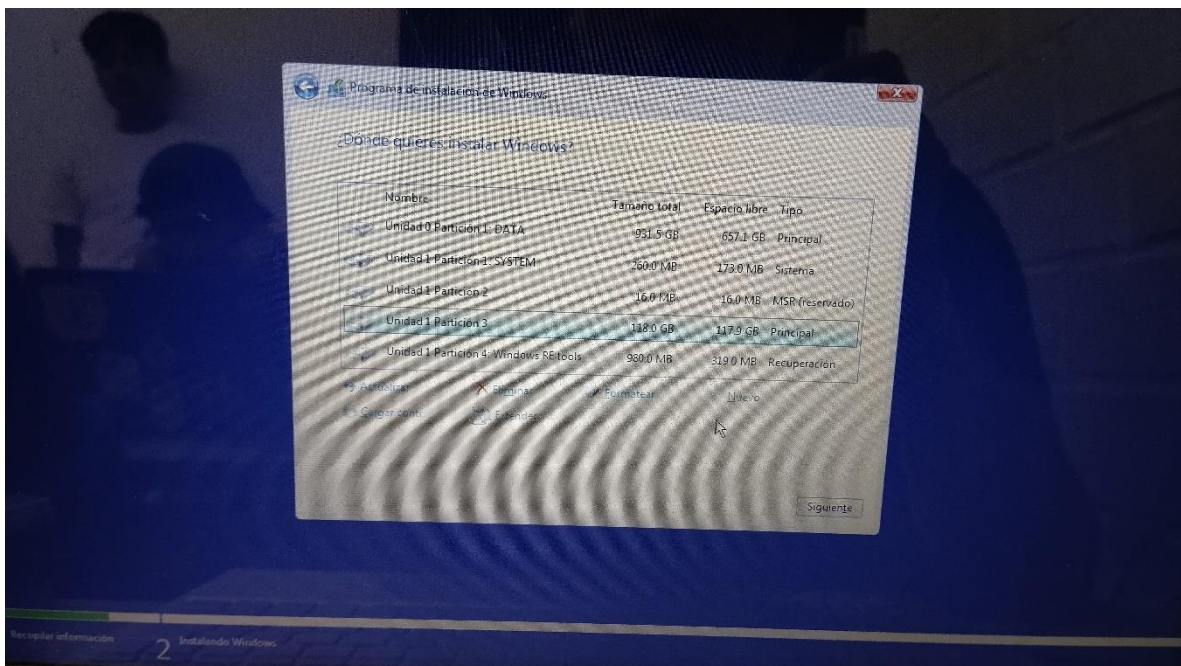 Programa de instalación de Windows
¿Dónde quieres instalar Windows?
Nombre Tamaño total Espacio libre Tipo
Unidad 0 Partición 1: DATA 931.5 GB 657.1 GB Principal
Unidad 1 Partición 1: SYSTEM 260.0 MB 173.0 MB Sistema
Unidad 1 Partición 2 16.0 MB 16.0 MB MSR (reservado)
Unidad 1 Partición 3 118.0 GB 117.9 GB Principal
Unidad 1 Partición 4: Windows RE tools 980.0 MB 319.0 MB Recuperación
Actualizar Eliminar Formatear Nuevo
Cargar contr. Extender
Siguiente
Recopilar información 2 Instalando Windows